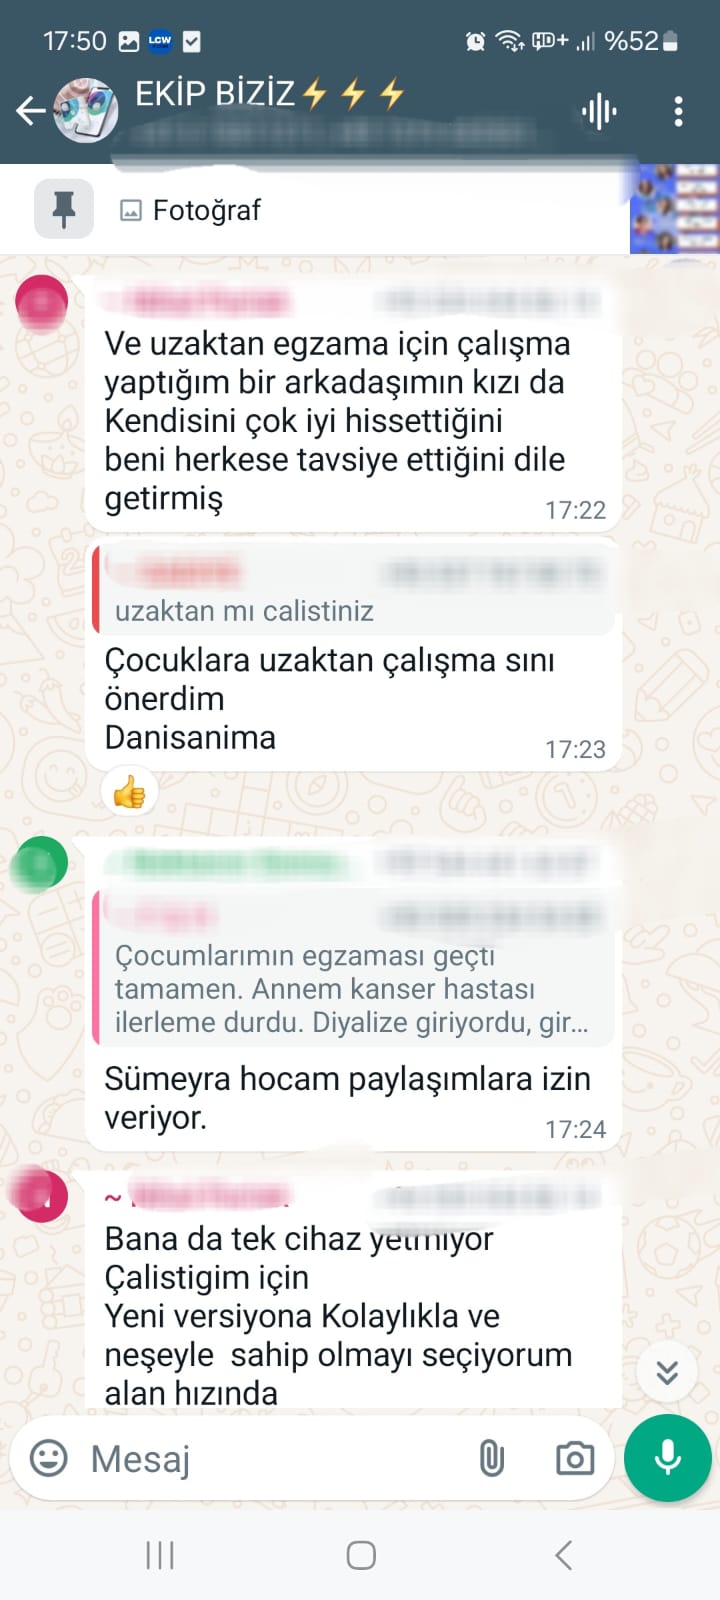 17:50
LCW
HD+
%52
EKİP BİZİZ⚡⚡⚡
Fotoğraf
Ve uzaktan egzama için çalışma
yaptığım bir arkadaşımın kızı da
Kendisini çok iyi hissettiğini
beni herkese tavsiye ettiğini dile
getirmiş
17:22
uzaktan mı calistiniz
Çocuklara uzaktan çalışma sını
önerdim
Danisanima
17:23
👍
Çocumlarımın egzaması geçti
tamamen. Annem kanser hastası
ilerleme durdu. Diyalize giriyordu, gir...
Sümeyra hocam paylaşımlara izin
veriyor.
17:24
~
Bana da tek cihaz yetmiyor
Çalistigim için
Yeni versiyona Kolaylıkla ve
neşeyle  sahip olmayı seçiyorum
alan hızında
Mesaj